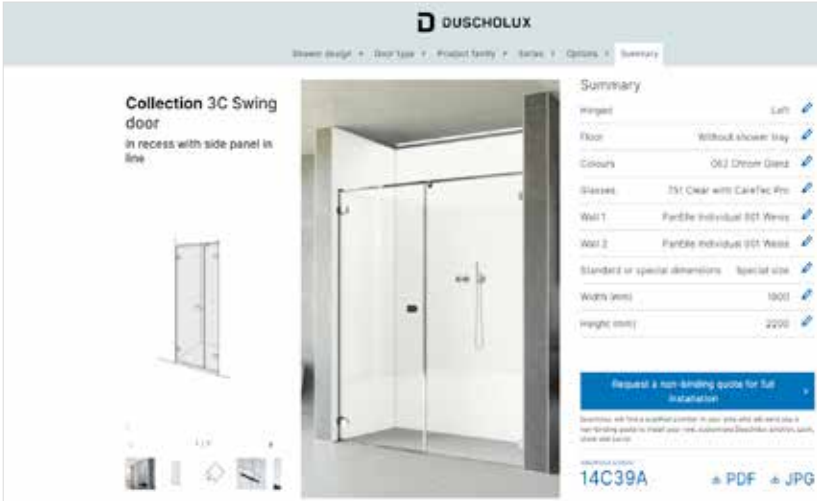 DUSCHOLUX
Shower design Door type Product family Series Options Summary
Collection 3C Swing
door
in recess with side panel in
line
Summary
Hinged Left
Floor Without shower tray
Colours 062 Chrom Glanz
Glasses 751 Clear with CareTec Pro
Wall 1 PanElle Individual 001 Weiss
Wall 2 PanElle Individual 001 Weiss
Standard or special dimensions Special size
Width (mm)
Height (mm) 2200
Request a non-binding quote for full
installation
14C39A PDF JPG